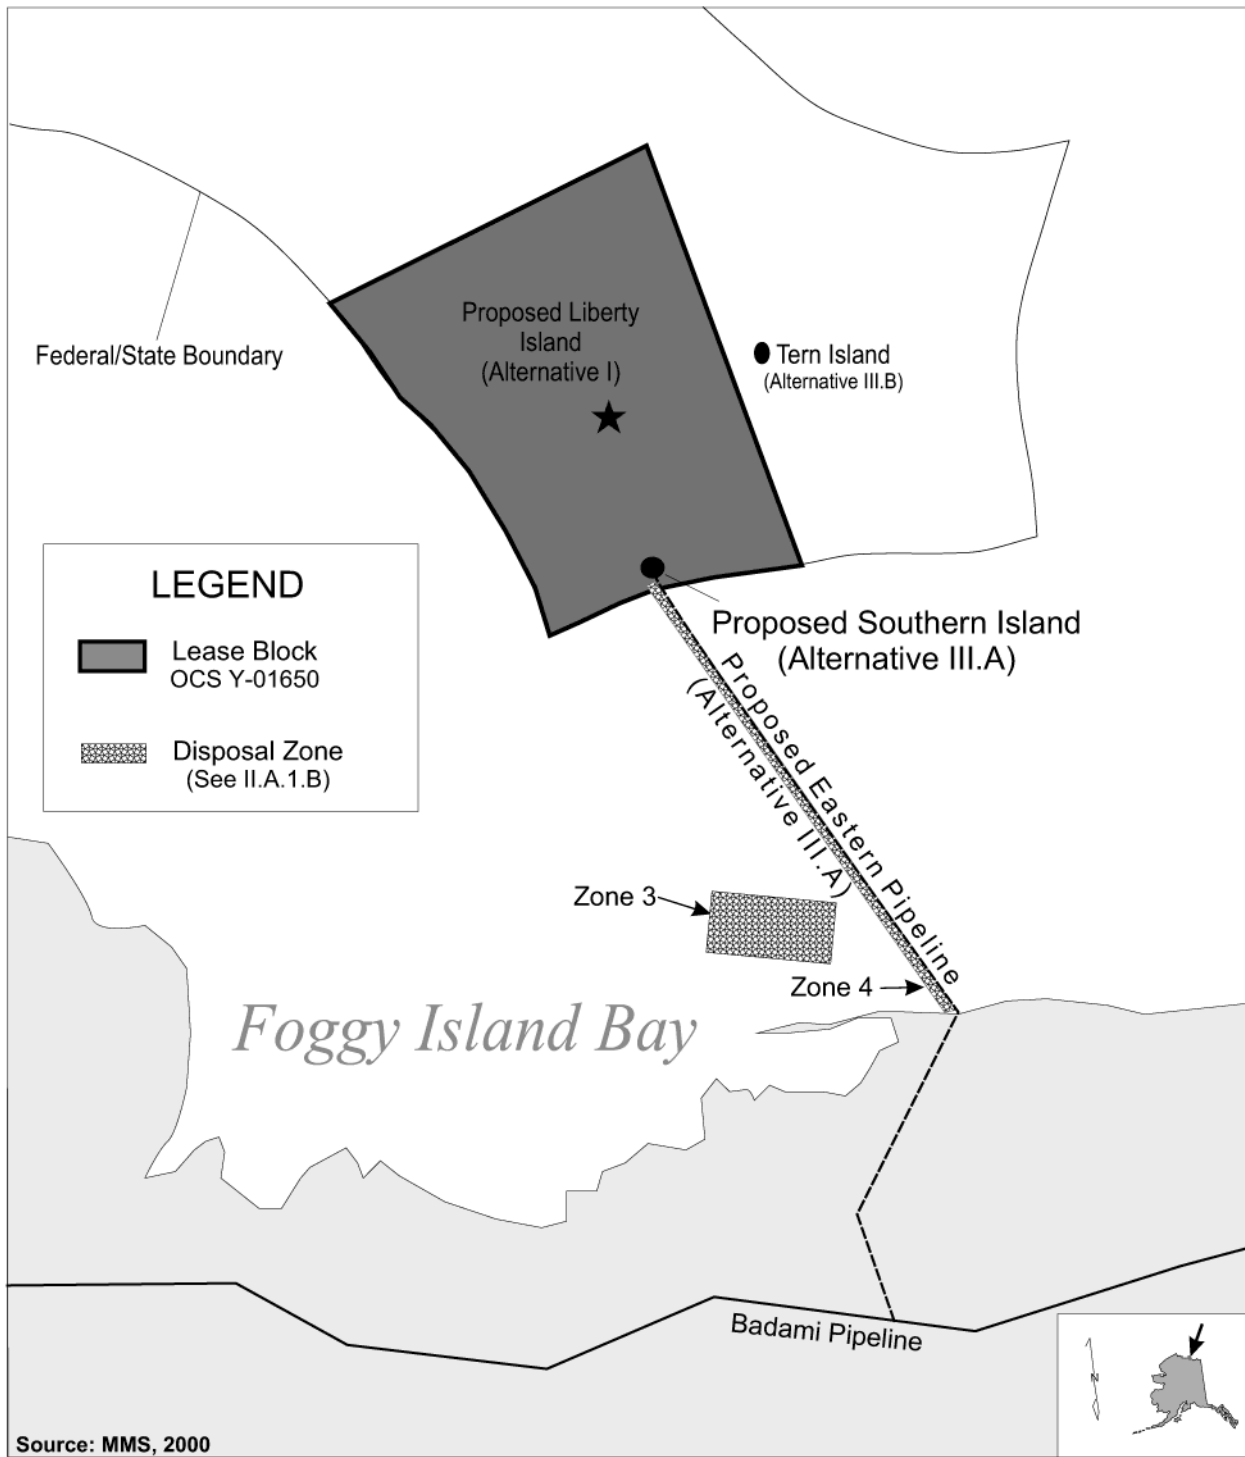 Proposed Liberty
Island
(Alternative I)
Federal/State Boundary
Tern Island
(Alternative III.B)
LEGEND
Lease Block
OCS Y-01650
Disposal Zone
(See II.A.1.B)
Proposed Southern Island
(Alternative III.A)
Proposed Eastern Pipeline
(Alternative III.A)
Zone 3
Zone 4
Foggy Island Bay
Badami Pipeline
N
Source: MMS, 2000